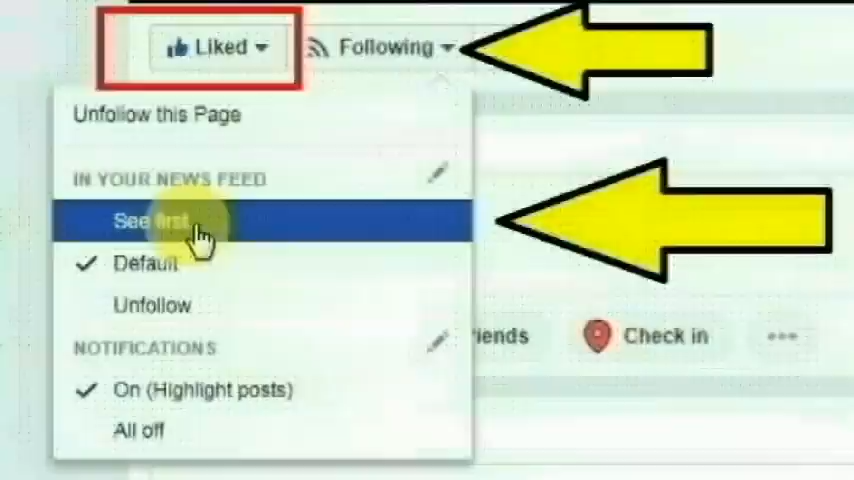 Liked Following
Unfollow this Page
IN YOUR NEWS FEED
See first
Default
Unfollow
riends Check in
NOTIFICATIONS
On (Highlight posts)
All off